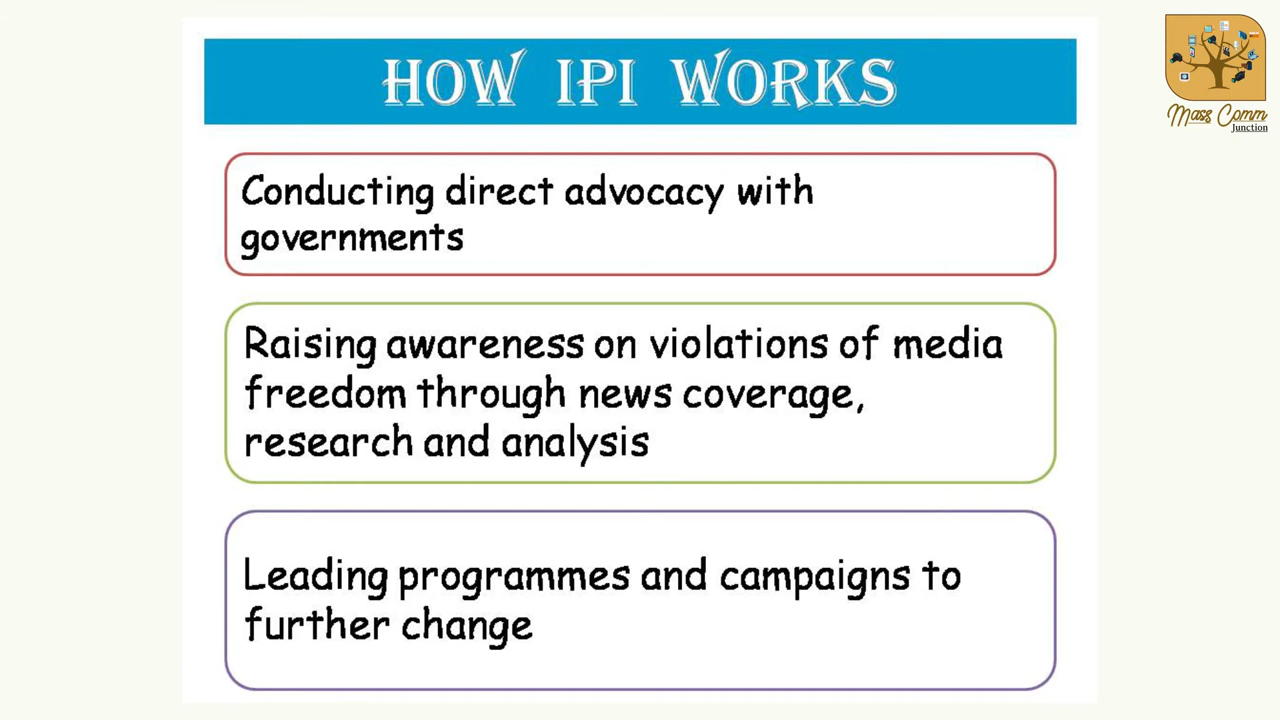 HOW IPI WORKS
Mass Comm
Junction
Conducting direct advocacy with
governments
Raising awareness on violations of media
freedom through news coverage,
research and analysis
Leading programmes and campaigns to
further change